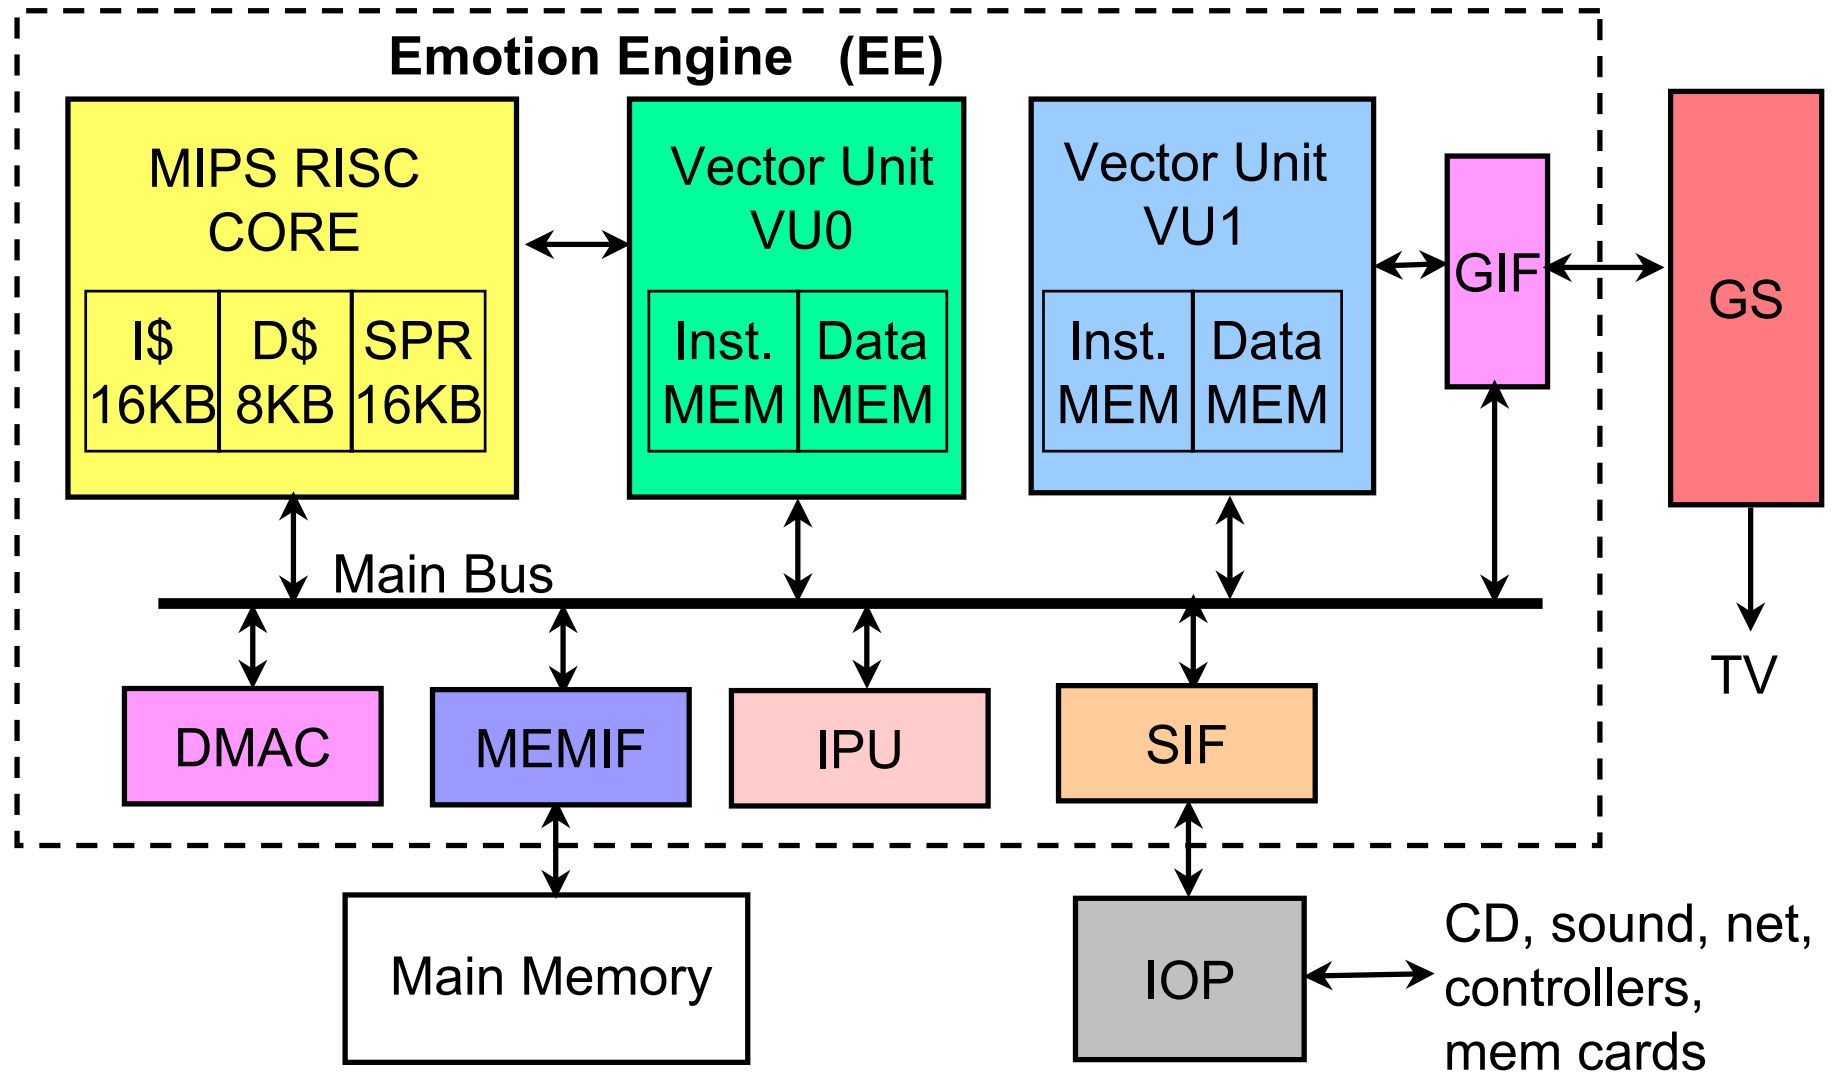 Emotion Engine (EE)
MIPS RISC
CORE
I$
16KB
D$
8KB
SPR
16KB
Vector Unit
VU0
Inst.
MEM
Data
MEM
Vector Unit
VU1
Inst.
MEM
Data
MEM
GIF
GS
TV
Main Bus
DMAC
MEMIF
IPU
SIF
Main Memory
IOP
CD, sound, net,
controllers,
mem cards